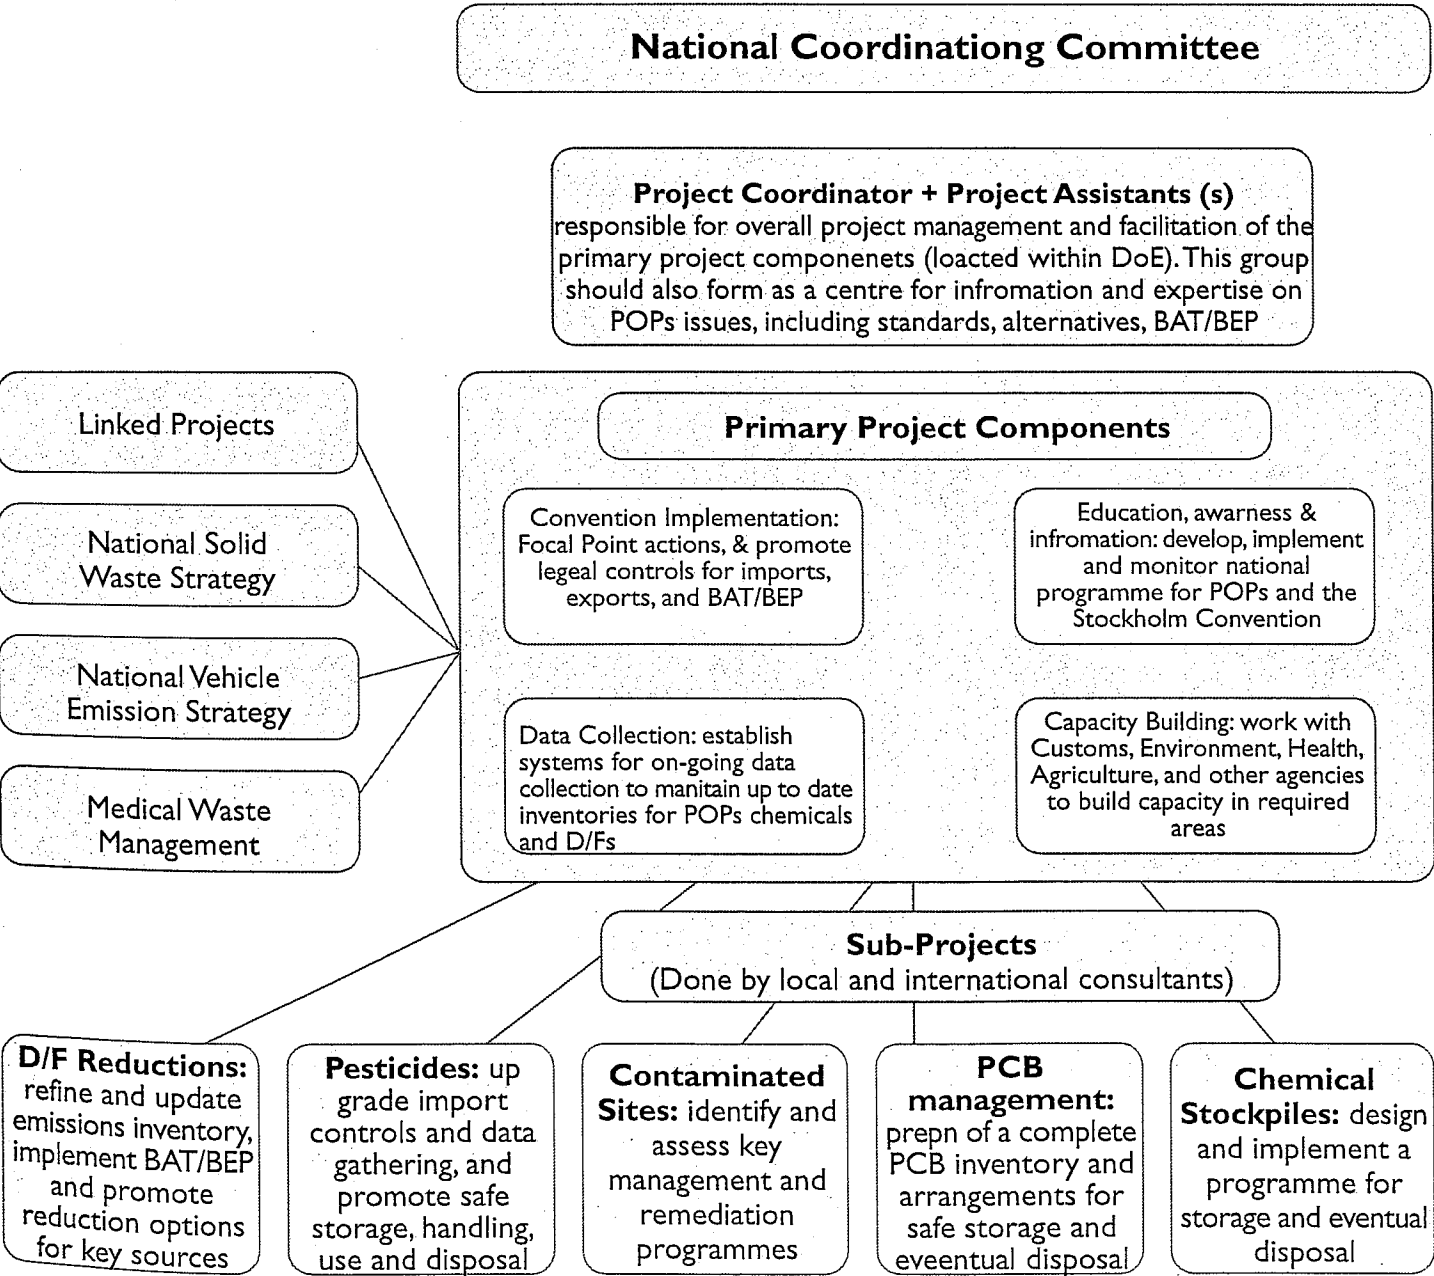 National Coordinationg Committee
Project Coordinator + Project Assistants (s)
responsible for overall project management and facilitation of the
primary project componenets (loacted within DoE). This group
should also form as a centre for infromation and expertise on
POPs issues, including standards, alternatives, BAT/BEP
Linked Projects
National Solid
Waste Strategy
National Vehicle
Emission Strategy
Medical Waste
Management
Primary Project Components
Convention Implementation:
Focal Point actions, & promote
legeal controls for imports,
exports, and BAT/BEP
Education, awarness &
infromation: develop, implement
and monitor national
programme for POPs and the
Stockholm Convention
Data Collection: establish
systems for on-going data
collection to manitain up to date
inventories for POPs chemicals
and D/Fs
Capacity Building: work with
Customs, Environment, Health,
Agriculture, and other agencies
to build capacity in required
areas
Sub-Projects
(Done by local and international consultants)
D/F Reductions:
refine and update
emissions inventory,
implement BAT/BEP
and promote
reduction options
for key sources
Pesticides: up
grade import
controls and data
gathering, and
promote safe
storage, handling,
use and disposal
Contaminated
Sites: identify and
assess key
management and
remediation
programmes
PCB
management:
prepn of a complete
PCB inventory and
arrangements for
safe storage and
eveentual disposal
Chemical
Stockpiles: design
and implement a
programme for
storage and eventual
disposal